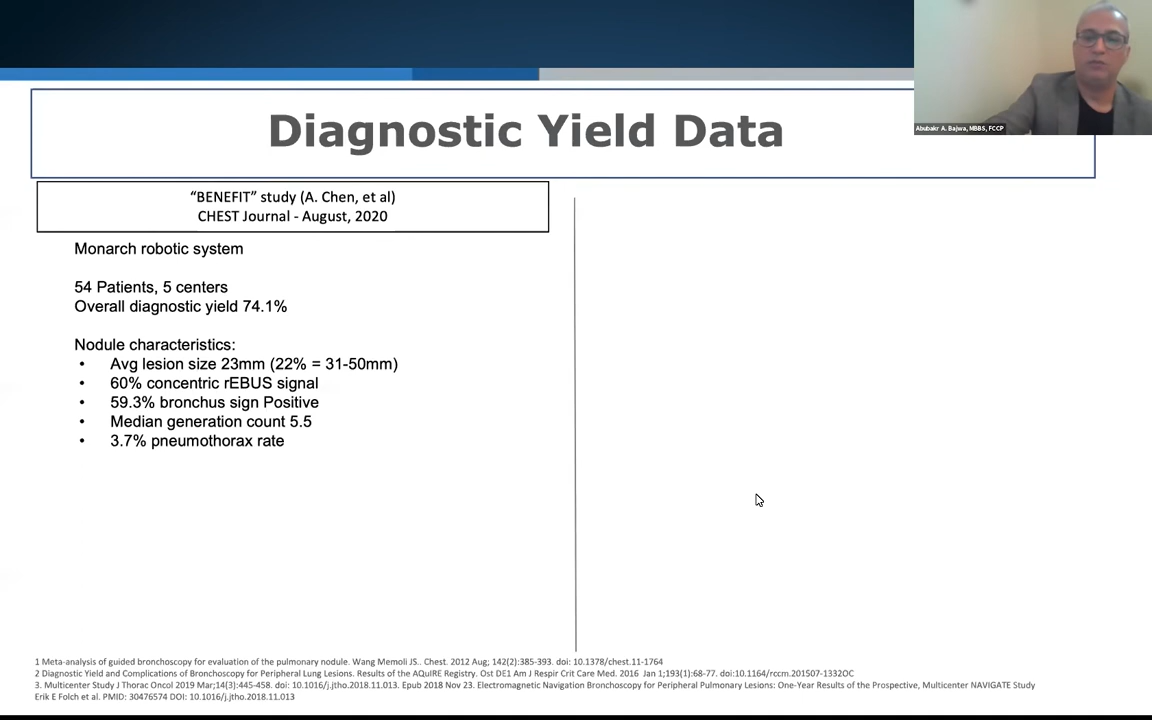 Abubakr A. Bajwa, MBBS, FCCP
Diagnostic Yield Data
“BENEFIT” study (A. Chen, et al)
CHEST Journal - August, 2020
Monarch robotic system
54 Patients, 5 centers
Overall diagnostic yield 74.1%
Nodule characteristics:
• Avg lesion size 23mm (22% = 31-50mm)
• 60% concentric rEBUS signal
• 59.3% bronchus sign Positive
• Median generation count 5.5
• 3.7% pneumothorax rate
1 Meta-analysis of guided bronchoscopy for evaluation of the pulmonary nodule. Wang Memoli JS.. Chest. 2012 Aug; 142(2):385-393. doi: 10.1378/chest.11-1764
2 Diagnostic Yield and Complications of Bronchoscopy for Peripheral Lung Lesions. Results of the AQuIRE Registry. Ost DE1 Am J Respir Crit Care Med. 2016 Jan 1;193(1):68-77. doi:10.1164/rccm.201507-1332OC
3. Multicenter Study J Thorac Oncol 2019 Mar;14(3):445-458. doi: 10.1016/j.jtho.2018.11.013. Epub 2018 Nov 23. Electromagnetic Navigation Bronchoscopy for Peripheral Pulmonary Lesions: One-Year Results of the Prospective, Multicenter NAVIGATE Study
Erik E Folch et al. PMID: 30476574 DOI: 10.1016/j.jtho.2018.11.013